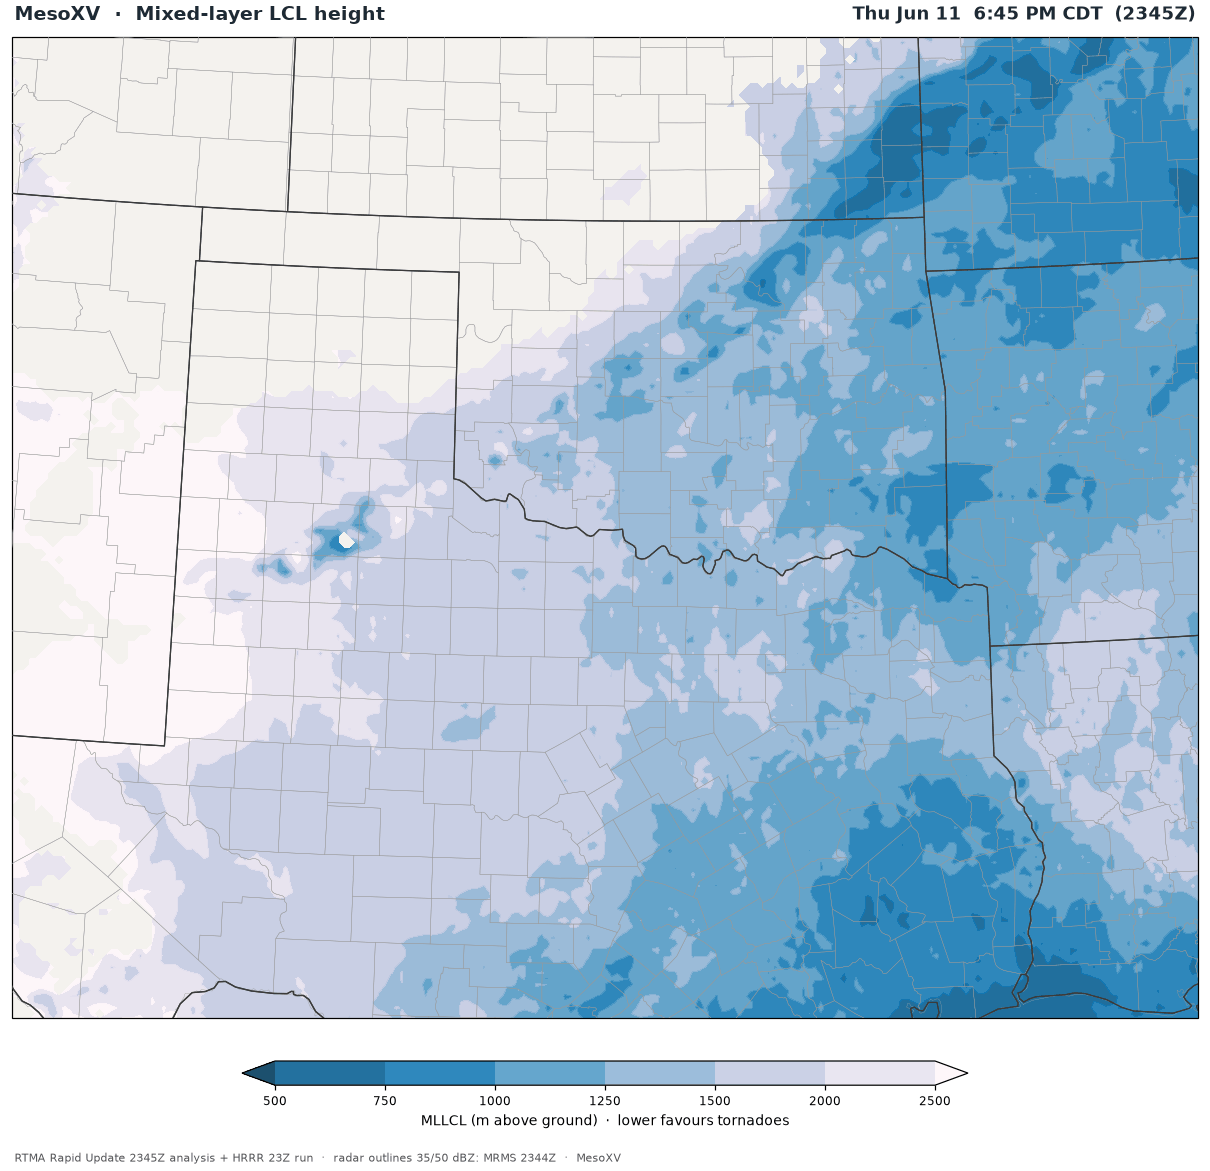 MesoXV · Mixed-layer LCL height
Thu Jun 11 6:45 PM CDT (2345Z)
500 750 1000 1250 1500 2000 2500
MLLCL (m above ground) · lower favours tornadoes
RTMA Rapid Update 2345Z analysis + HRRR 23Z run · radar outlines 35/50 dBZ: MRMS 2344Z · MesoXV